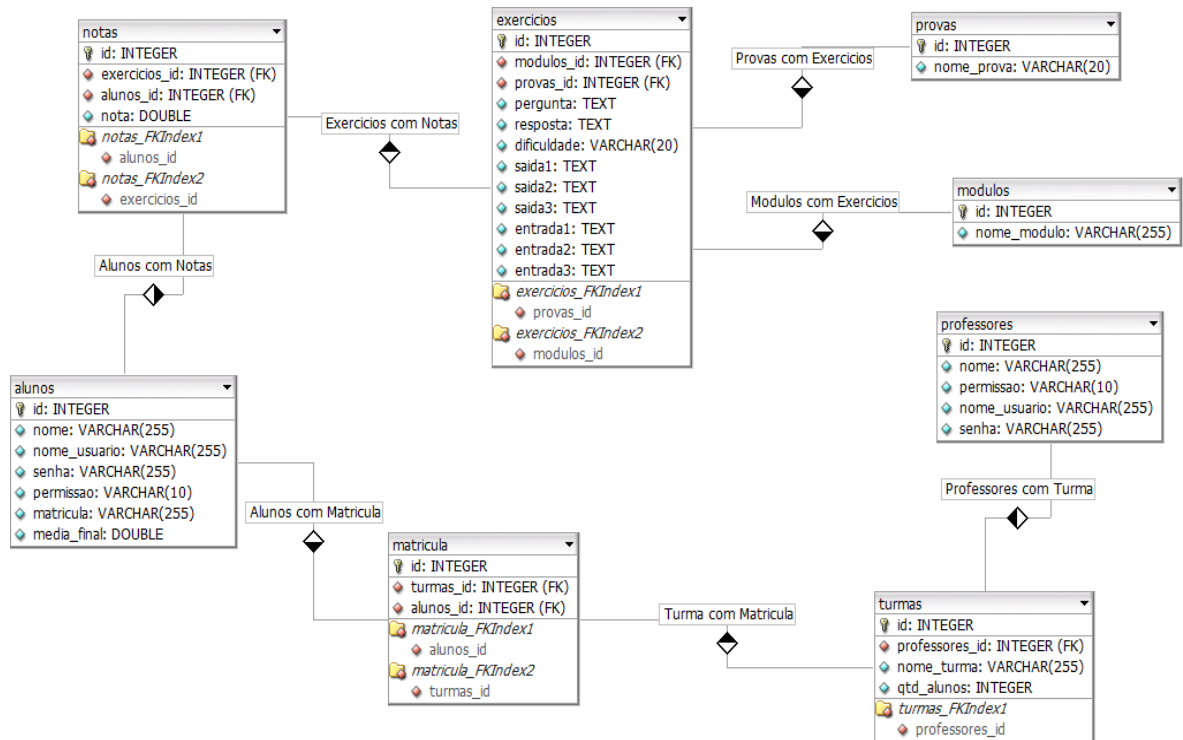 notas
id: INTEGER
exercicios_id: INTEGER (FK)
alunos_id: INTEGER (FK)
nota: DOUBLE
notas_FKIndex1
alunos_id
notas_FKIndex2
exercicios_id
Exercicios com Notas
exercicios
id: INTEGER
modulos_id: INTEGER (FK)
provas_id: INTEGER (FK)
pergunta: TEXT
resposta: TEXT
dificuldade: VARCHAR(20)
saida1: TEXT
saida2: TEXT
saida3: TEXT
entrada1: TEXT
entrada2: TEXT
entrada3: TEXT
exercicios_FKIndex1
provas_id
exercicios_FKIndex2
modulos_id
Provas com Exercicios
provas
id: INTEGER
nome_prova: VARCHAR(20)
Modulos com Exercicios
modulos
id: INTEGER
nome_modulo: VARCHAR(255)
Alunos com Notas
alunos
id: INTEGER
nome: VARCHAR(255)
nome_usuario: VARCHAR(255)
senha: VARCHAR(255)
permissao: VARCHAR(10)
matricula: VARCHAR(255)
media_final: DOUBLE
Alunos com Matricula
matricula
id: INTEGER
turmas_id: INTEGER (FK)
alunos_id: INTEGER (FK)
matricula_FKIndex1
alunos_id
matricula_FKIndex2
turmas_id
Turma com Matricula
professores
id: INTEGER
nome: VARCHAR(255)
permissao: VARCHAR(10)
nome_usuario: VARCHAR(255)
senha: VARCHAR(255)
Professores com Turma
turmas
id: INTEGER
professores_id: INTEGER (FK)
nome_turma: VARCHAR(255)
qtd_alunos: INTEGER
turmas_FKIndex1
professores_id